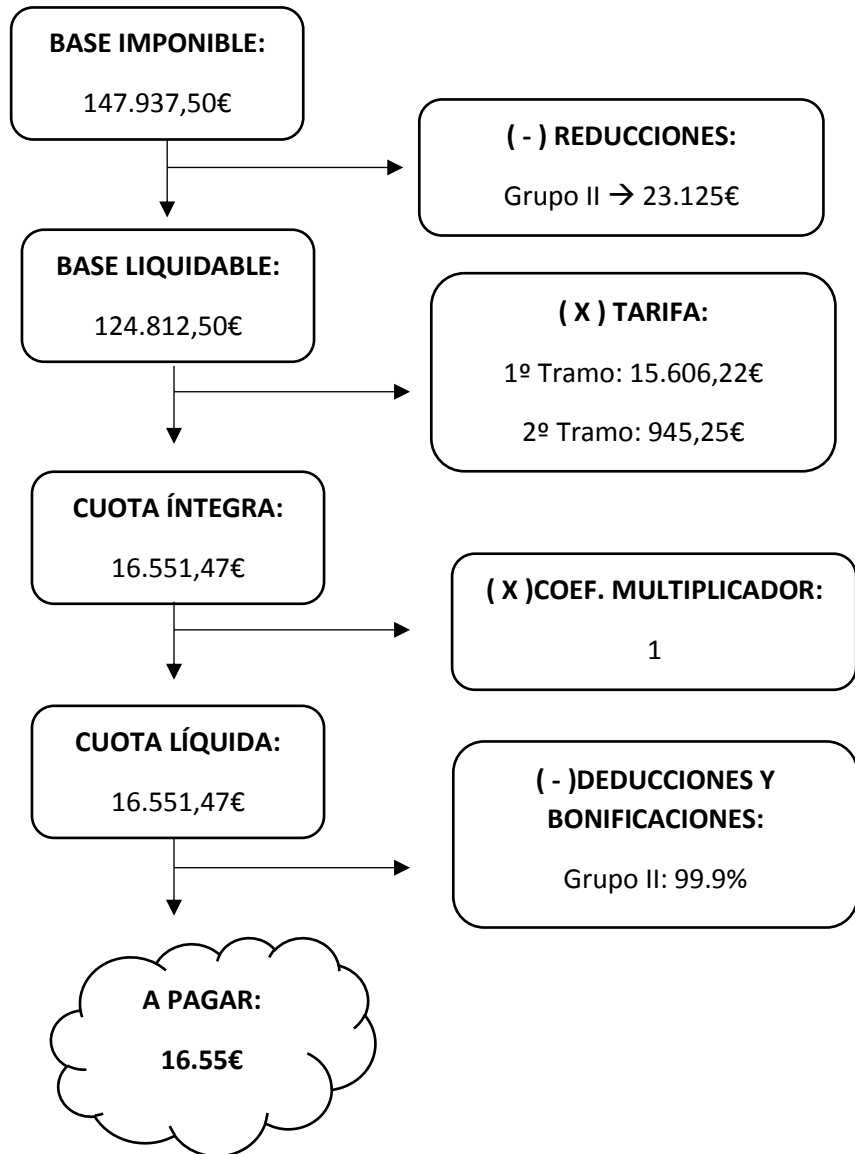 BASE IMPONIBLE:
147.937,50€
( - ) REDUCCIONES:
Grupo II → 23.125€
BASE LIQUIDABLE:
124.812,50€
( X ) TARIFA:
1º Tramo: 15.606,22€
2º Tramo: 945,25€
CUOTA ÍNTEGRA:
16.551,47€
( X )COEF. MULTIPLICADOR:
1
CUOTA LÍQUIDA:
16.551,47€
( - )DEDUCCIONES Y
BONIFICACIONES:
Grupo II: 99.9%
A PAGAR:
16.55€